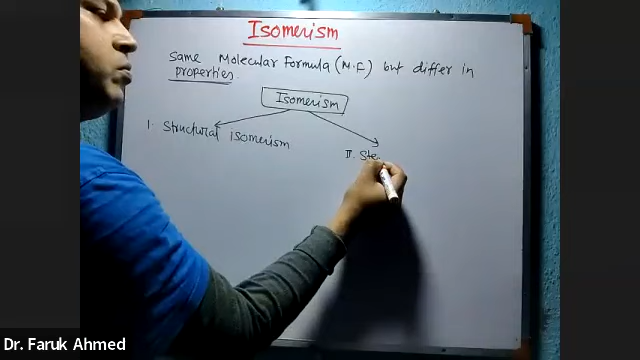 Isomerism
Same Molecular Formula (M.F) but differ in
properties.
Isomerism
I. Structural isomerism
II. Ste
Dr. Faruk Ahmed